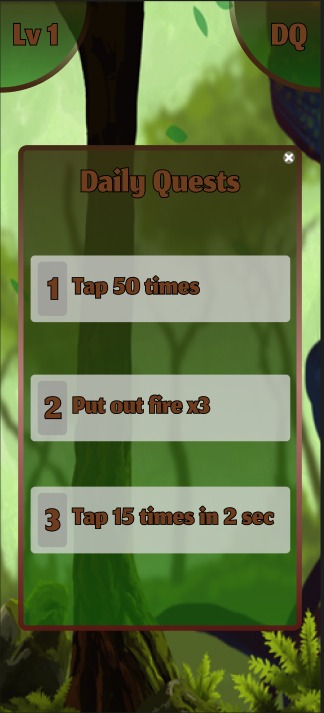 Lv 1
DQ
Daily Quests
1 Tap 50 times
2 Put out fire x3
3 Tap 15 times in 2 sec